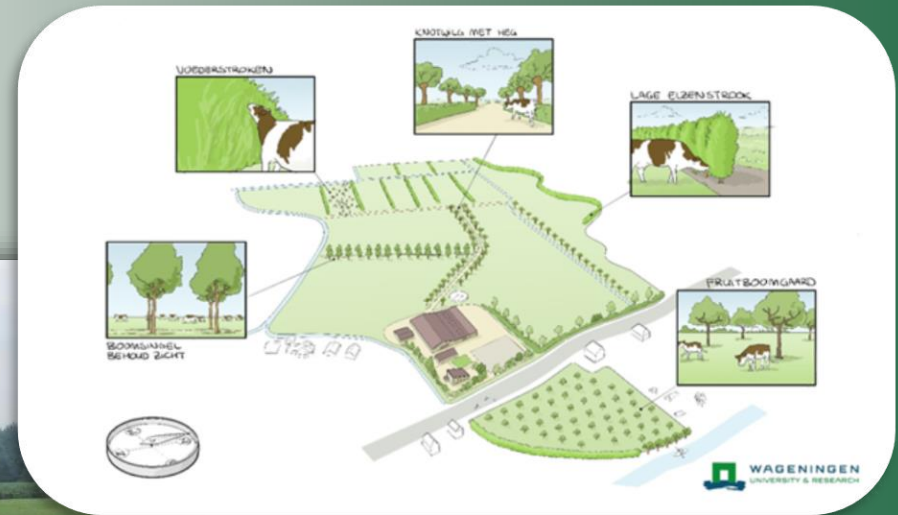 KNOTWILG MET HEG
VOEDERSTROKEN
LAGE ELZENSTROOK
FRUITBOOMGAARD
BOOMSINGEL
BEHOUD ZICHT
WAGENINGEN
UNIVERSITY & RESEARCH